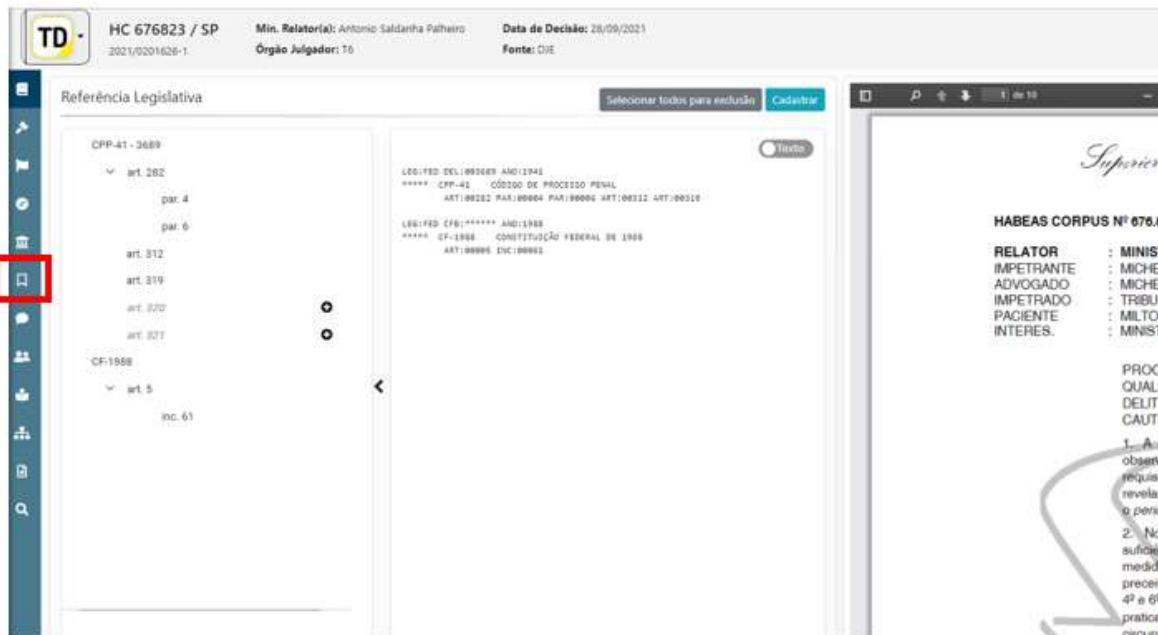 TD
HC 676823 / SP
2021/0201626-1
Min. Relator(a): Antonio Saldanha Palheiro
Órgão Julgador: T6
Data de Decisão: 28/09/2021
Fonte: DJE
Referência Legislativa
Selecionar todos para exclusão
Cadastrar
CPP-41 - 3689
art. 282
par. 4
par. 6
art. 312
art. 319
art. 320
art. 321
CF-1988
art. 5
inc. 61
Texto
LEG:FED DEL:003689 ANO:1941
***** CPP-41 CÓDIGO DE PROCESSO PENAL
ART:00282 PAR:00004 PAR:00006 ART:00312 ART:00319
LEG:FED CFB:****** ANO:1988
***** CF-1988 CONSTITUIÇÃO FEDERAL DE 1988
ART:00005 INC:00061
1 de 10
Superior
HABEAS CORPUS Nº 676.
RELATOR : MINIS
IMPETRANTE : MICHE
ADVOGADO : MICHE
IMPETRADO : TRIBU
PACIENTE : MILTO
INTERES. : MINIS
PROC
QUAL
DELIT
CAUT
1. A
obser
requis
revela
o peri
2. No
sufici
medid
precei
4º e 6º
pratic